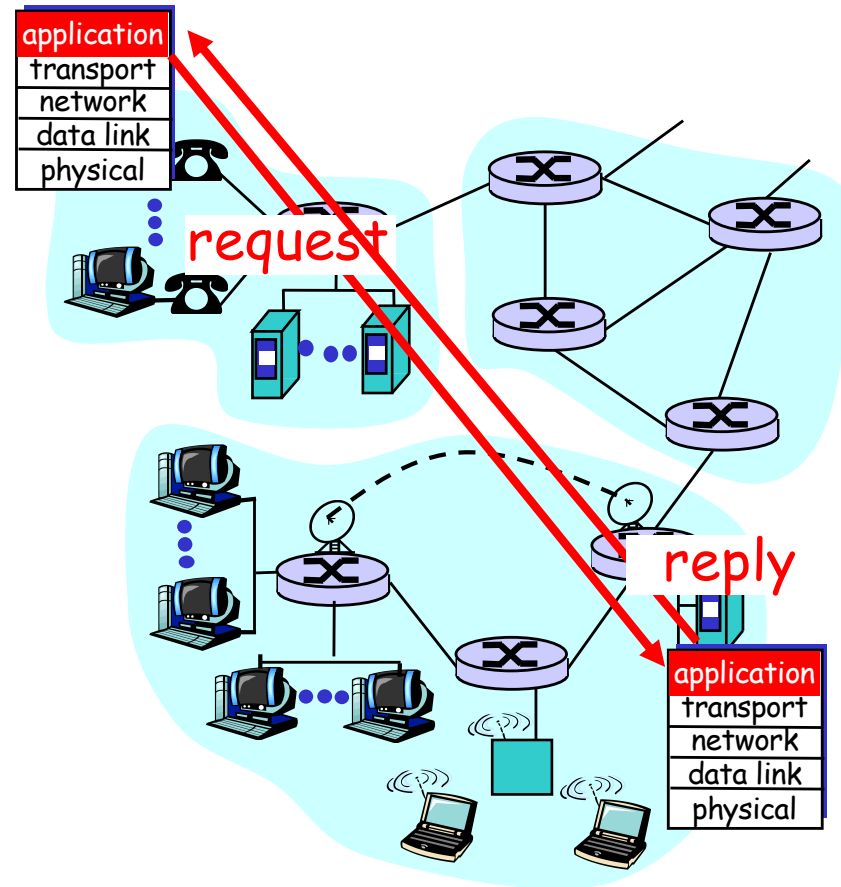 application
transport
network
data link
physical
request
reply
application
transport
network
data link
physical